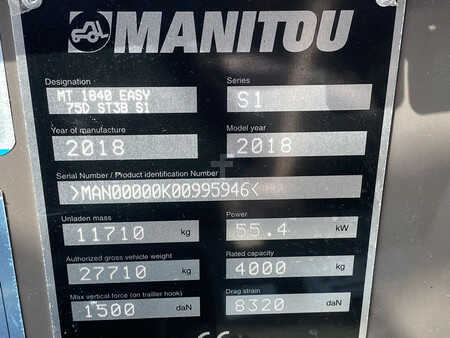 MANITOU
Designation
MT 1840 EASY
75D ST3B S1
Series
S1
Year of manufacture
2018
Model year
2018
Serial Number / Product identification Number
>MAN00000K00995946<
Unladen mass
11710 kg
Power
55.4 kW
Authorized gross vehicle weight
27710 kg
Rated capacity
4000 kg
Max vertical force (on trailler hook)
1500 daN
Drag strain
8320 daN